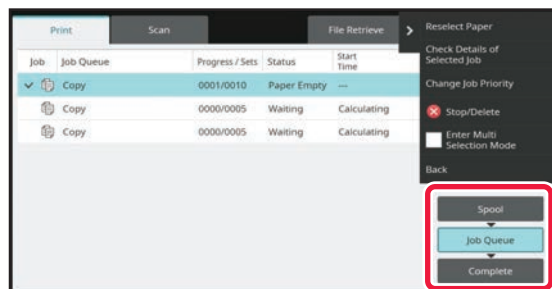 Print Scan File Retrieve
Job Job Queue Progress / Sets Status Start
Time
Copy 0001/0010 Paper Empty ---
Copy 0000/0005 Waiting Calculating
Copy 0000/0005 Waiting Calculating
Reselect Paper
Check Details of
Selected Job
Change Job Priority
Stop/Delete
Enter Multi
Selection Mode
Back
Spool
Job Queue
Complete